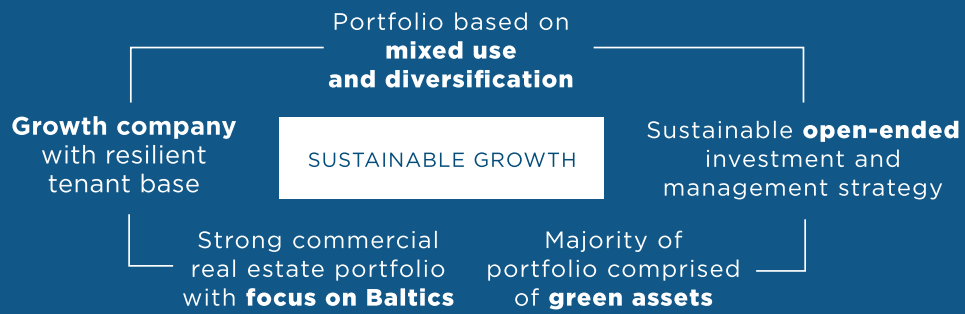 Portfolio based on
mixed use
and diversification
Growth company
with resilient
tenant base
SUSTAINABLE GROWTH
Sustainable open-ended
investment and
management strategy
Strong commercial
real estate portfolio
with focus on Baltics
Majority of
portfolio comprised
of green assets